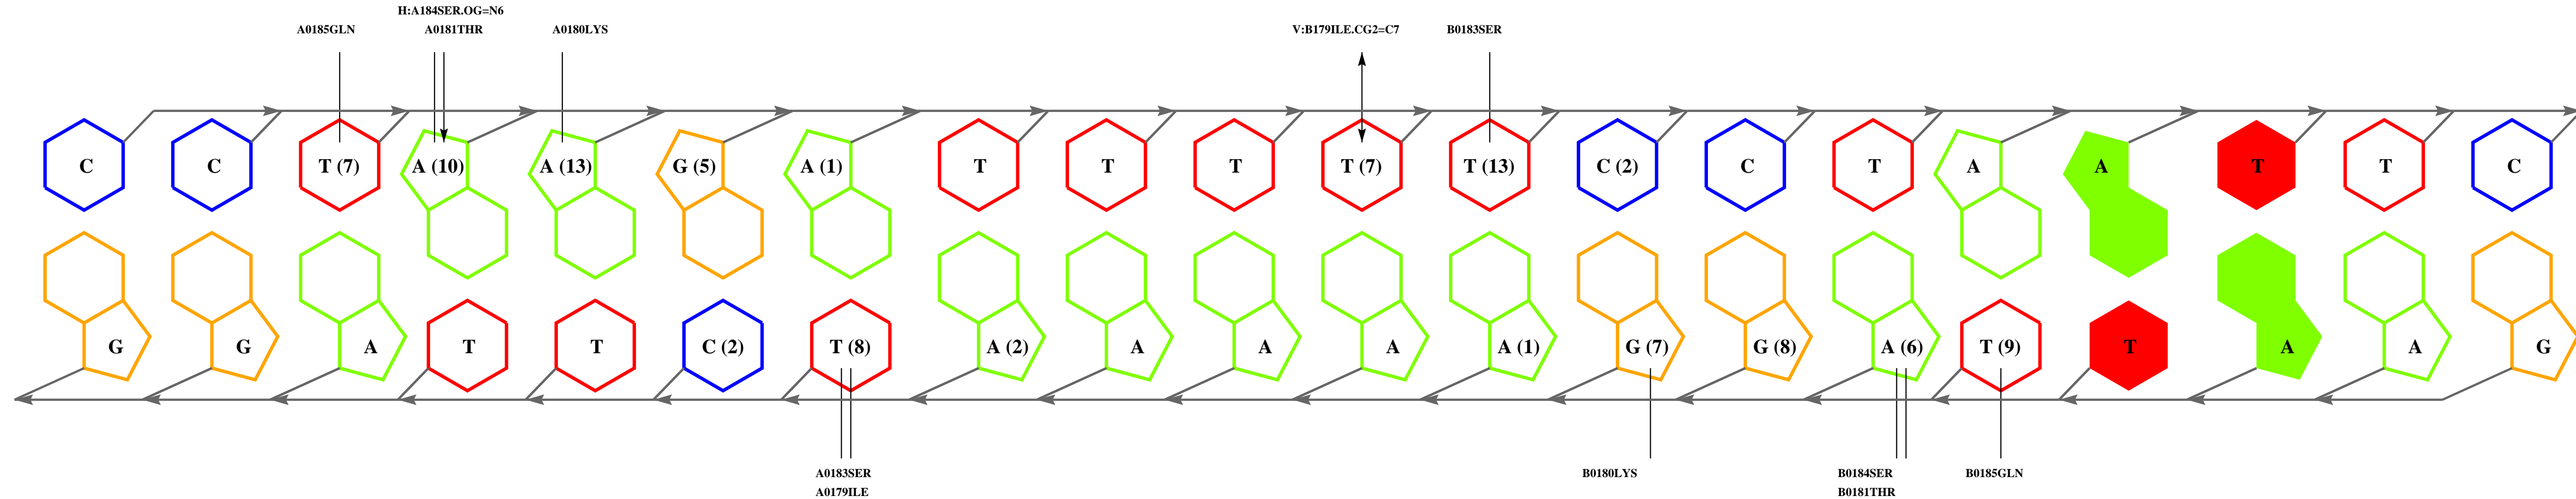 H:A184SER.OG=N6
A0185GLN A0181THR A0180LYS V:B179ILE.CG2=C7 B0183SER
C C T (7) A (10) A (13) G (5) A (1) T T T T (7) T (13) C (2) C T A A T T C
G G A T T C (2) T (8) A (2) A A A A (1) G (7) G (8) A (6) T (9) T A A G
A0183SER B0180LYS B0184SER B0185GLN
A0179ILE B0181THR